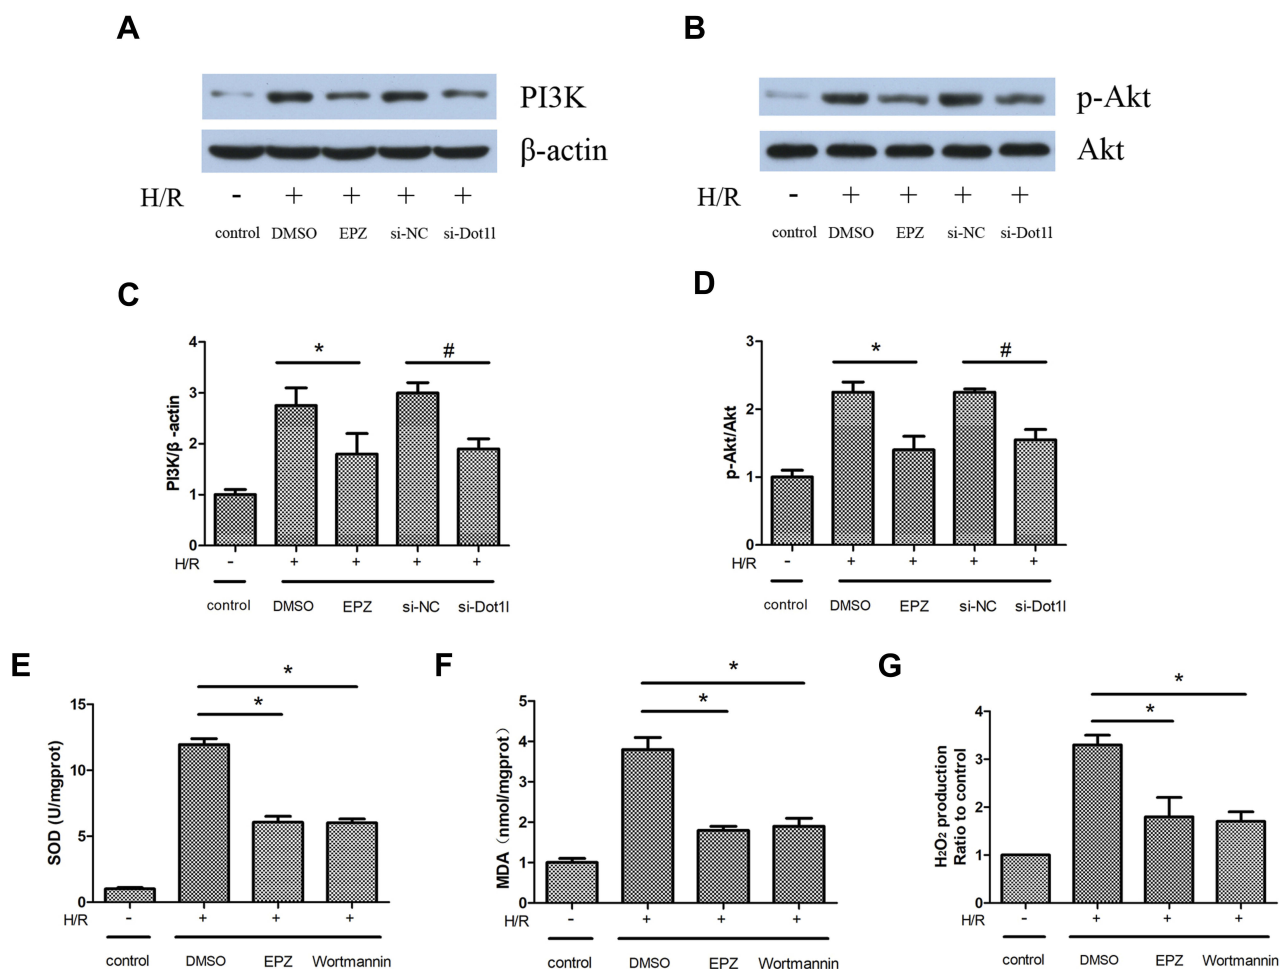 A
B
PI3K
β-actin
H/R - + + + +
control DMSO EPZ si-NC si-Dot1l
p-Akt
Akt
H/R - + + + +
control DMSO EPZ si-NC si-Dot1l
C
PI3K/β -actin
4
3
2
1
0
* #
H/R - + + + +
control DMSO EPZ si-NC si-Dot1l
D
p-Akt/Akt
3
2
1
0
* #
H/R - + + + +
control DMSO EPZ si-NC si-Dot1l
E
SOD (U/mgprot)
15
10
5
0
*
*
H/R - + + +
control DMSO EPZ Wortmannin
F
MDA（nmol/mgprot）
5
4
3
2
1
0
*
*
H/R - + + +
control DMSO EPZ Wortmannin
G
H₂O₂ production
Ratio to control
4
3
2
1
0
*
*
H/R - + + +
control DMSO EPZ Wortmannin